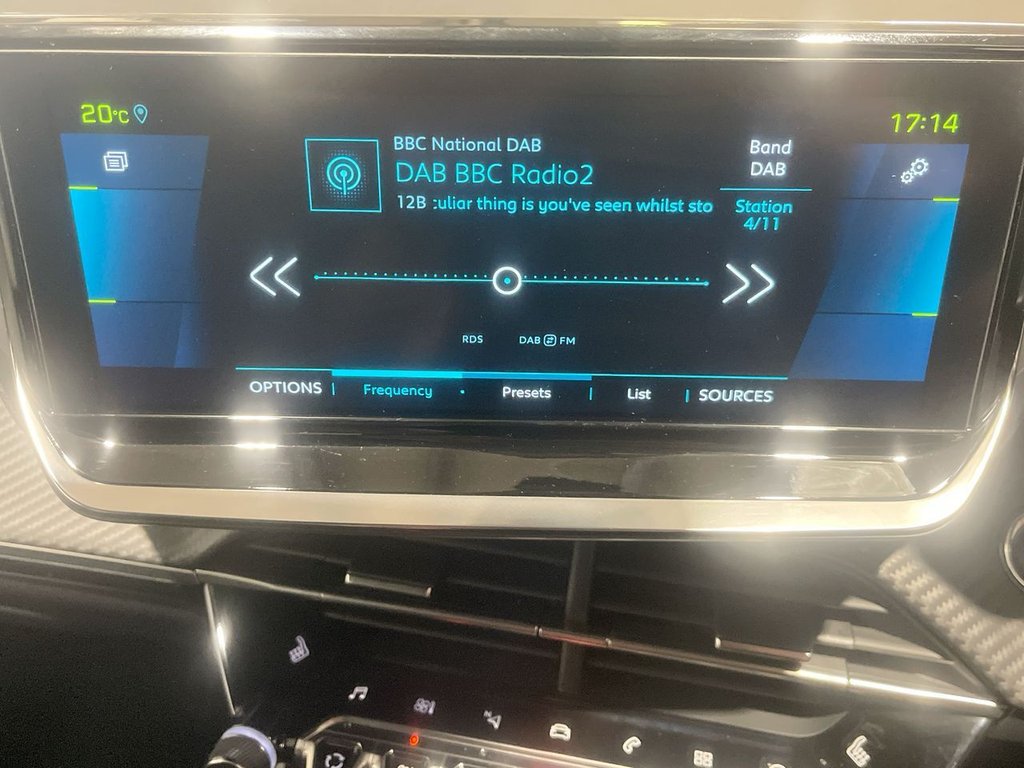 20°C
17:14
BBC National DAB
DAB BBC Radio2
12B :uliar thing is you've seen whilst sto
Band
DAB
Station
4/11
RDS DAB FM
OPTIONS Frequency Presets List SOURCES
N